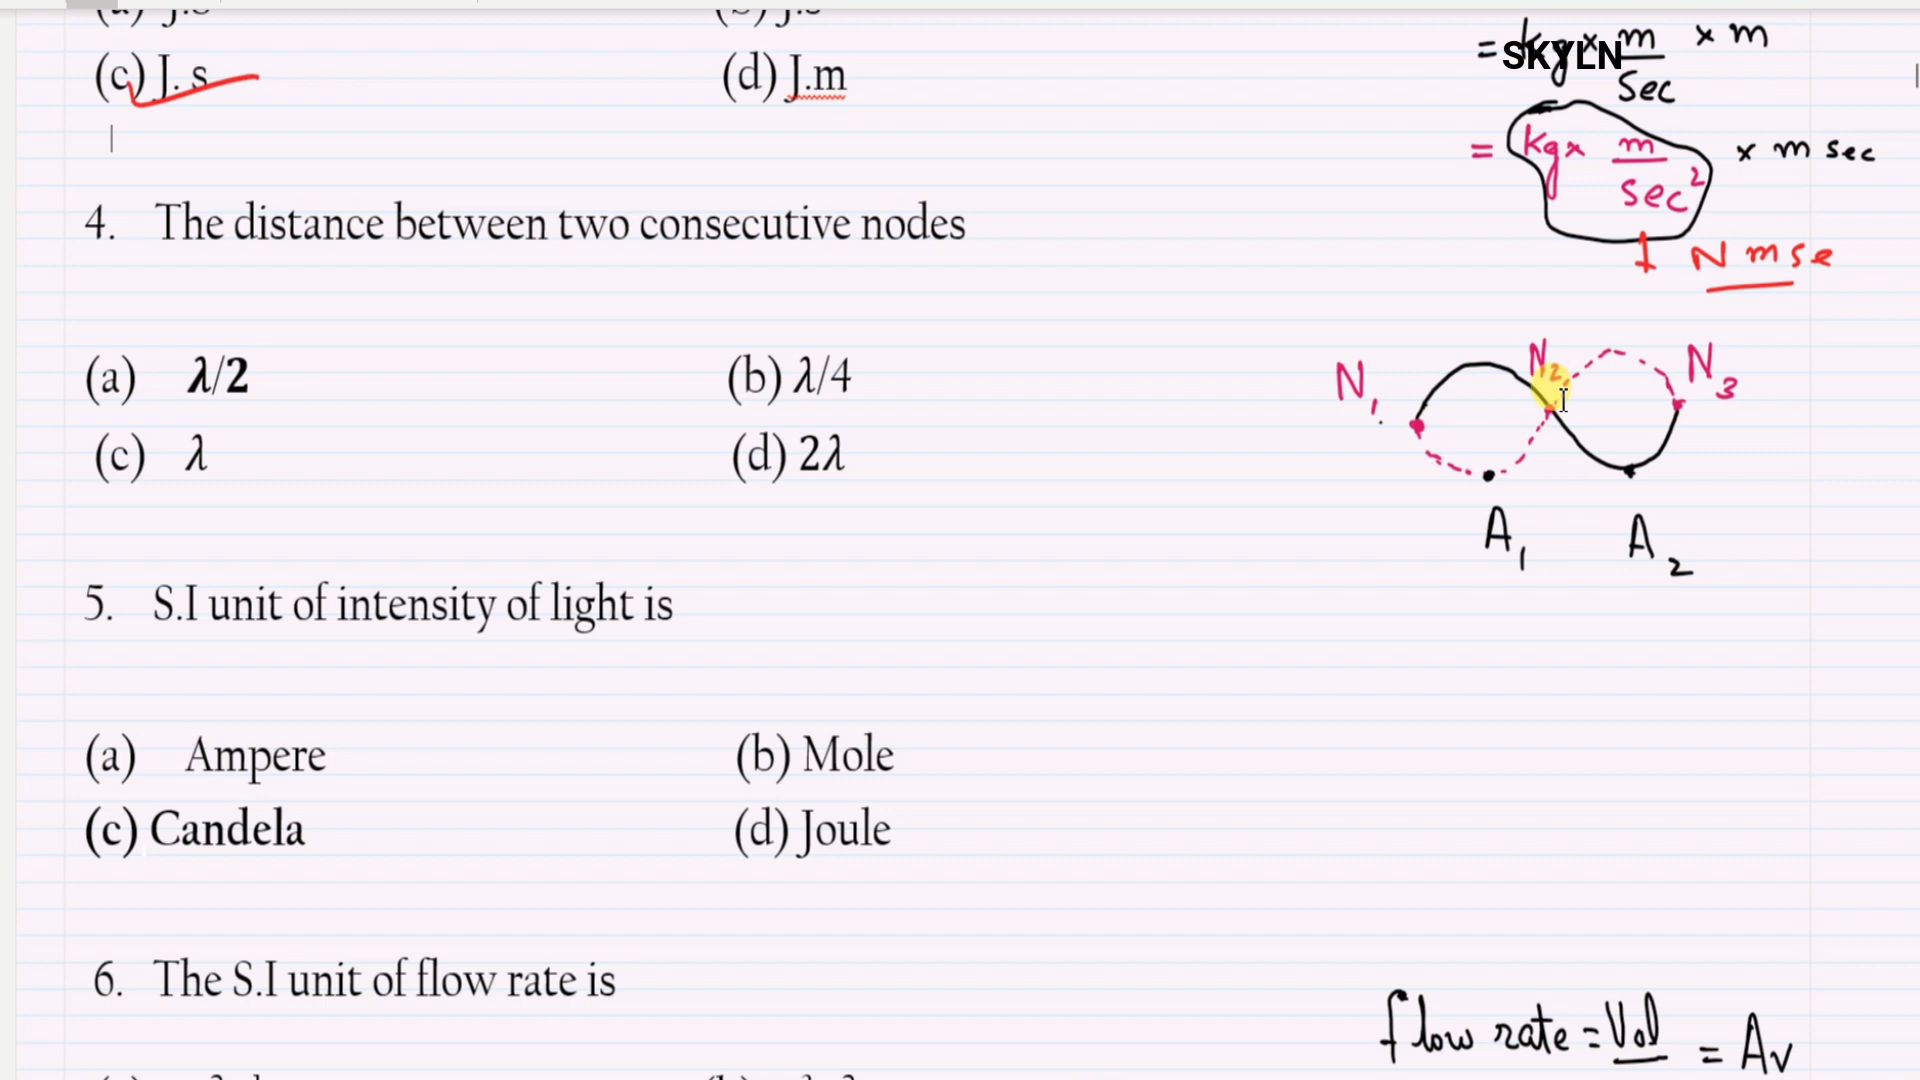 (c) J. s
(d) J.m
= kg × m/Sec × m
SKYLN
= kg × m/sec² × m sec
↑ N m se
4. The distance between two consecutive nodes
(a) λ/2
(b) λ/4
(c) λ
(d) 2λ
N₁ N₂ N₃
A₁ A₂
5. S.I unit of intensity of light is
(a) Ampere
(b) Mole
(c) Candela
(d) Joule
6. The S.I unit of flow rate is
flow rate = Vol = Av